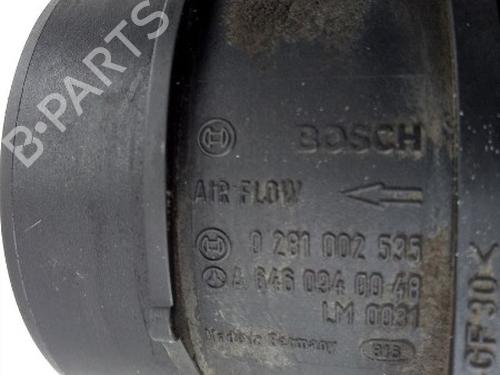 B-PARTS
BOSCH
AIR FLOW
0 281 002 535
A 646 094 00 48
LM 0031
Made in Germany
GF30<